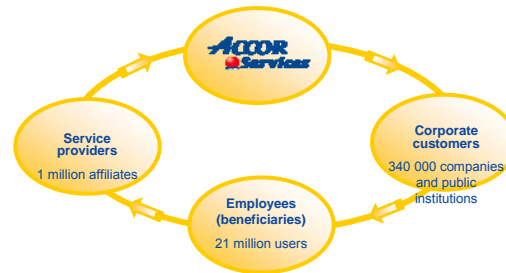 ACCOR
Services
Service
providers
1 million affiliates
Corporate
customers
340 000 companies
and public
institutions
Employees
(beneficiaries)
21 million users